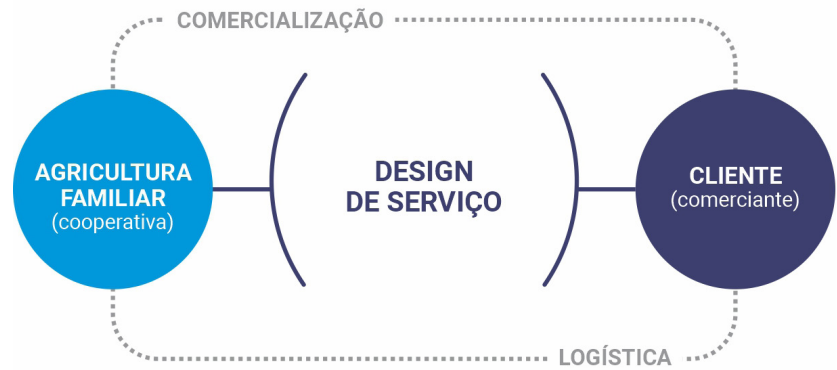 COMERCIALIZAÇÃO
AGRICULTURA
FAMILIAR
(cooperativa)
DESIGN
DE SERVIÇO
CLIENTE
(comerciante)
LOGÍSTICA